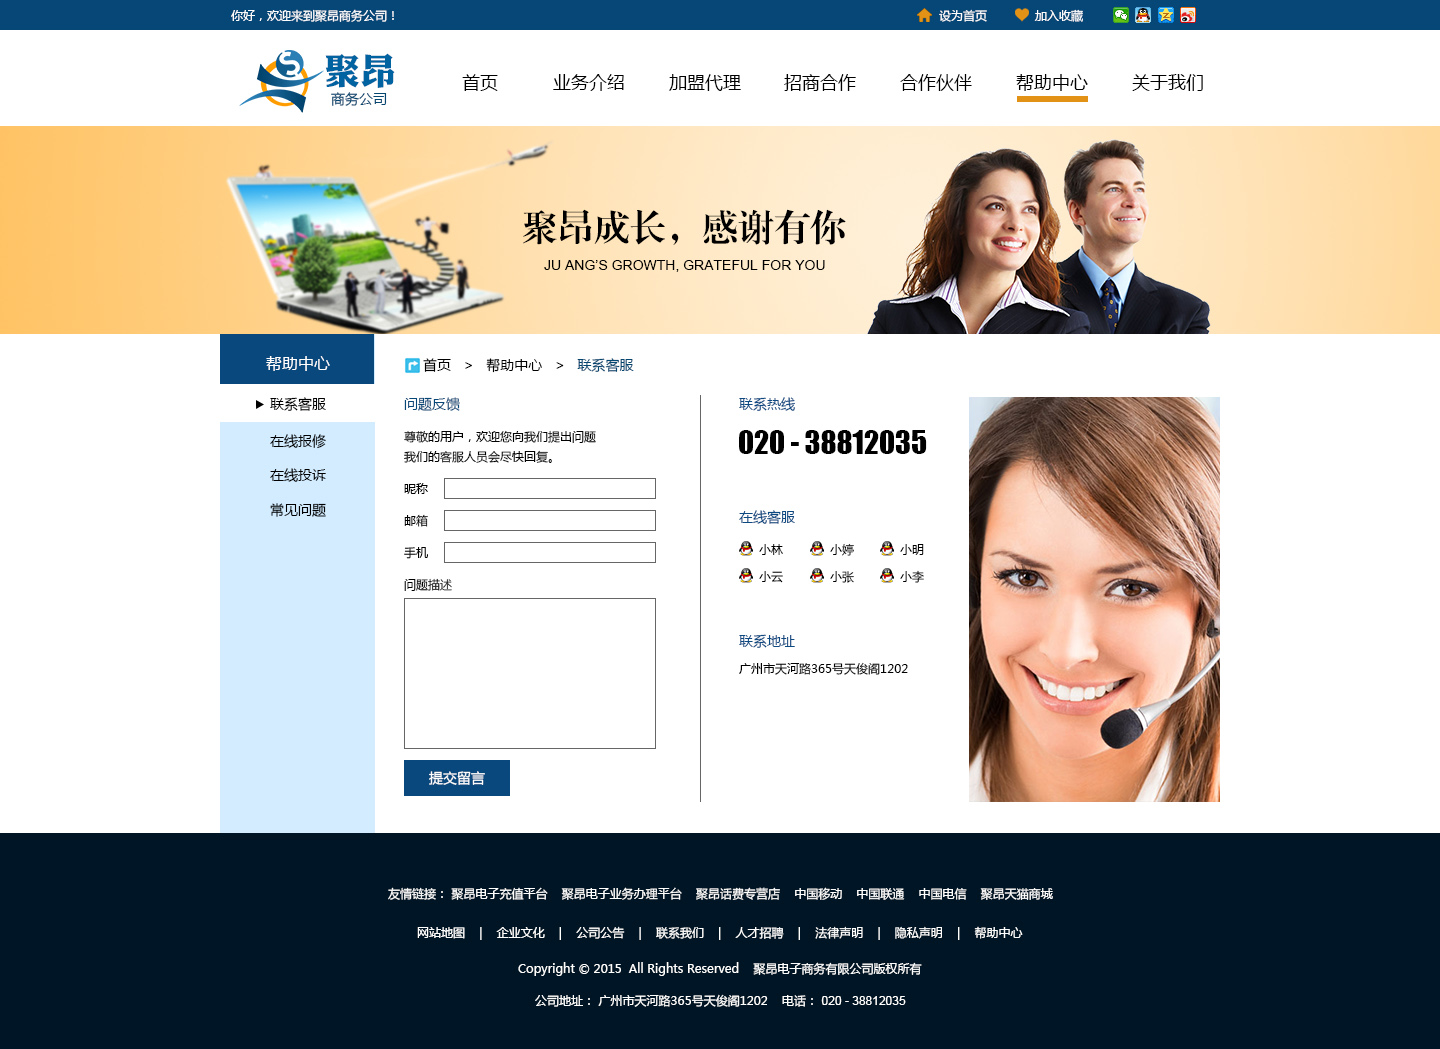 你好，欢迎来到聚昂商务公司！
设为首页 加入收藏
聚昂
商务公司
首页 业务介绍 加盟代理 招商合作 合作伙伴 帮助中心 关于我们
聚昂成长，感谢有你
JU ANG'S GROWTH, GRATEFUL FOR YOU
帮助中心
联系客服
在线报修
在线投诉
常见问题
首页 > 帮助中心 > 联系客服
问题反馈
尊敬的用户，欢迎您向我们提出问题
我们的客服人员会尽快回复。
昵称
邮箱
手机
问题描述
提交留言
联系热线
020 - 38812035
在线客服
小林 小婷 小明
小云 小张 小李
联系地址
广州市天河路365号天俊阁1202
友情链接： 聚昂电子充值平台 聚昂电子业务办理平台 聚昂话费专营店 中国移动 中国联通 中国电信 聚昂天猫商城
网站地图 | 企业文化 | 公司公告 | 联系我们 | 人才招聘 | 法律声明 | 隐私声明 | 帮助中心
Copyright © 2015 All Rights Reserved 聚昂电子商务有限公司版权所有
公司地址： 广州市天河路365号天俊阁1202 电话： 020 - 38812035